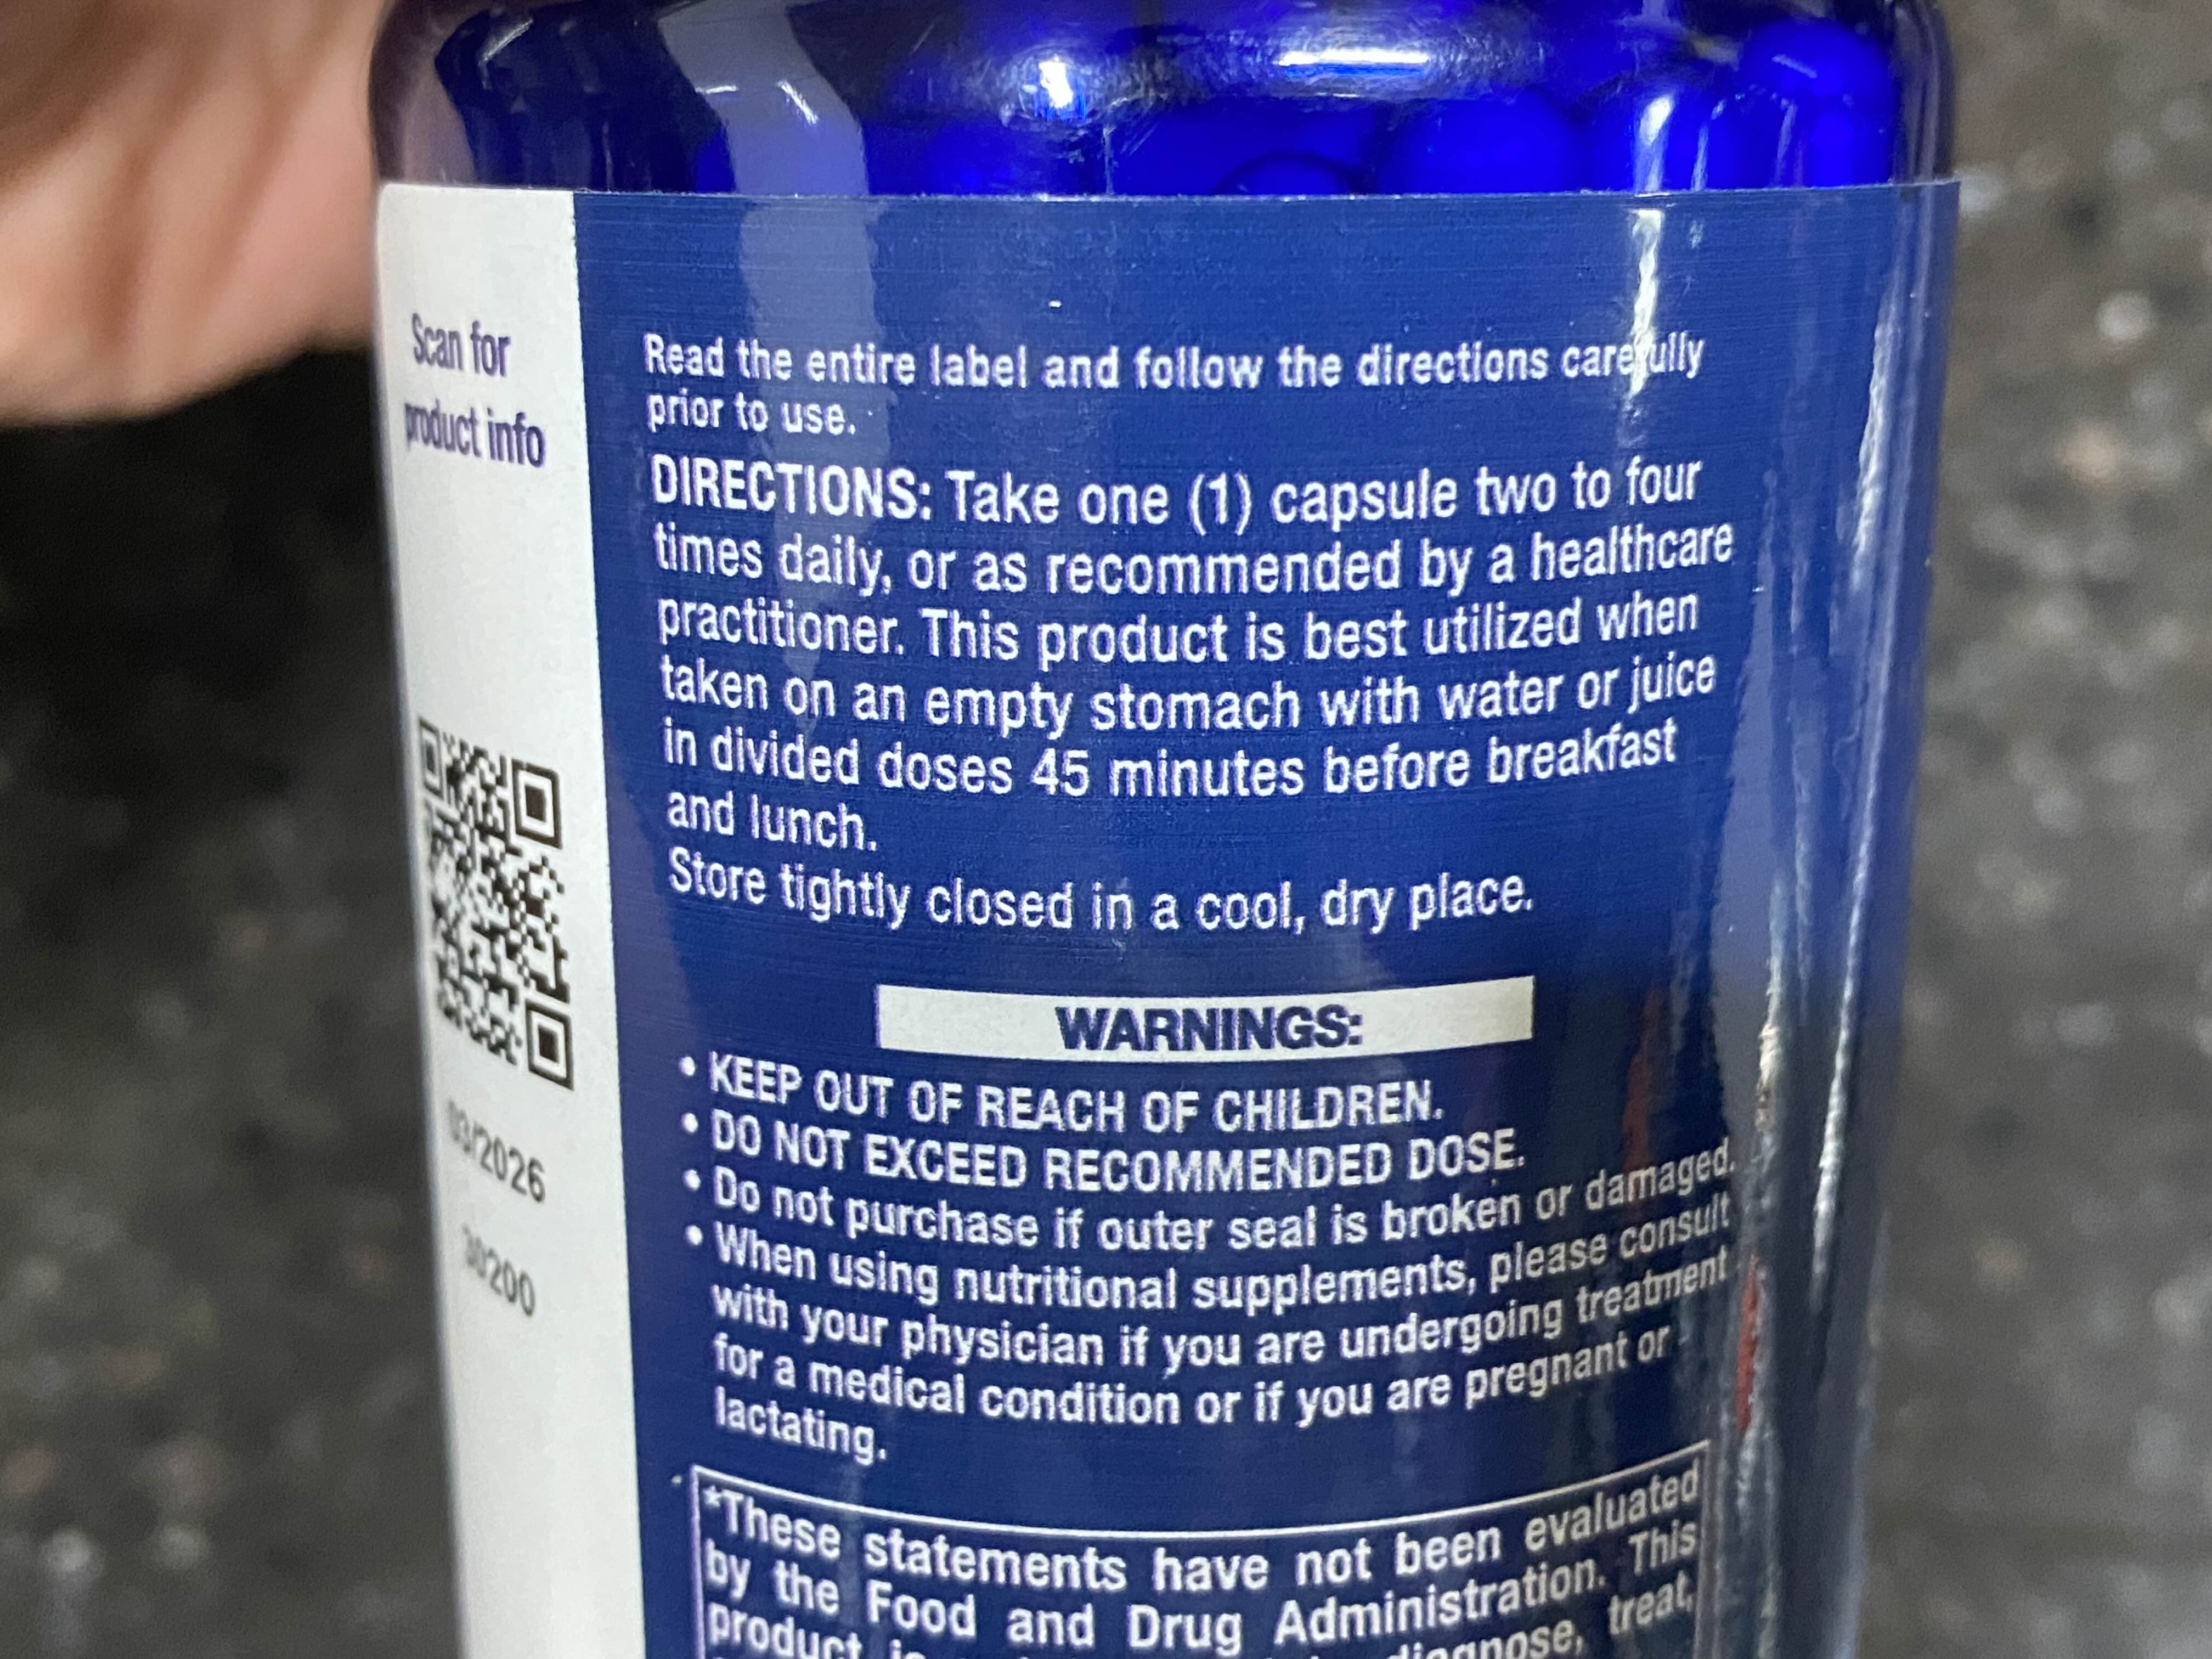 Scan for
product info
03/2026
Read the entire label and follow the directions carefully
prior to use.
DIRECTIONS: Take one (1) capsule two to four
times daily, or as recommended by a healthcare
practitioner. This product is best utilized when
taken on an empty stomach with water or juice
in divided doses 45 minutes before breakfast
and lunch.
Store tightly closed in a cool, dry place.
WARNINGS:
• KEEP OUT OF REACH OF CHILDREN.
• DO NOT EXCEED RECOMMENDED DOSE.
• Do not purchase if outer seal is broken or damaged.
• When using nutritional supplements, please consult
with your physician if you are undergoing treatment
for a medical condition or if you are pregnant or
lactating.
*These statements have not been evaluated
by the Food and Drug Administration. This
product diagnose, treat,